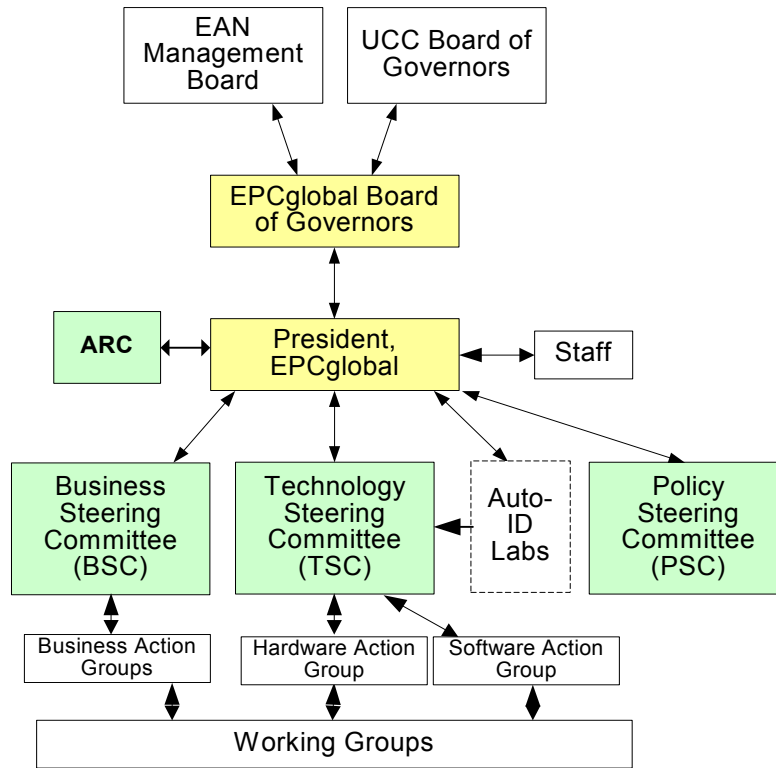 EAN
Management
Board
UCC Board of
Governors
EPCglobal Board
of Governors
ARC
President,
EPCglobal
Staff
Business
Steering
Committee
(BSC)
Technology
Steering
Committee
(TSC)
Auto-
ID
Labs
Policy
Steering
Committee
(PSC)
Business Action
Groups
Hardware Action
Group
Software Action
Group
Working Groups